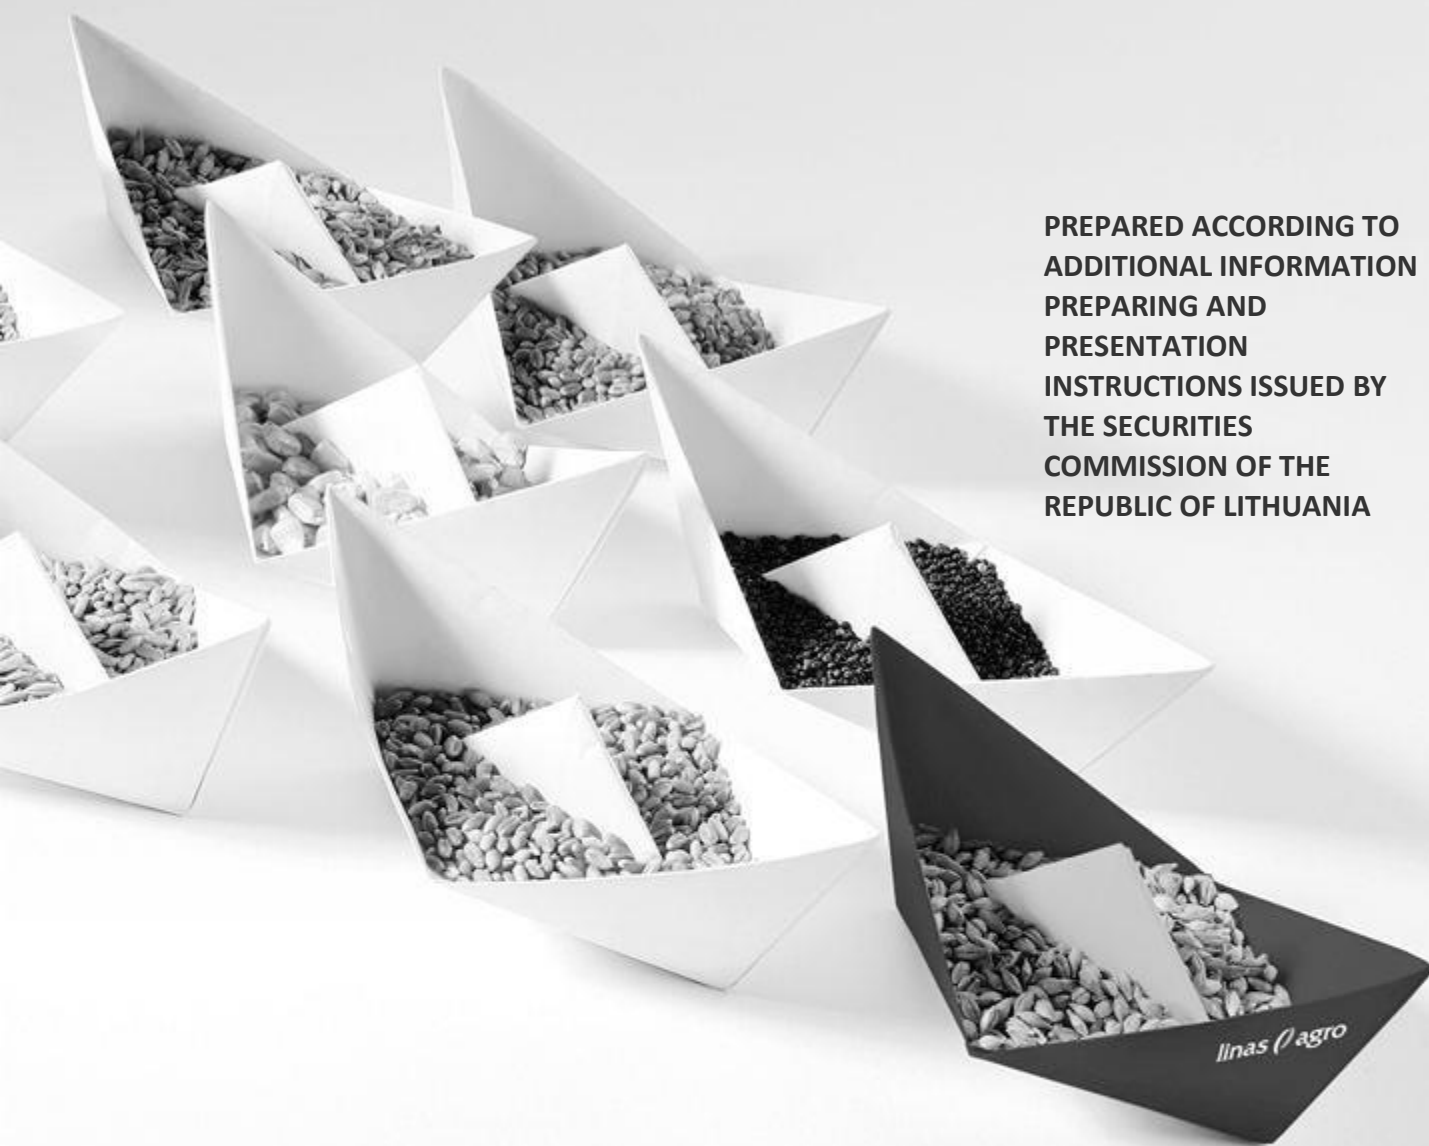 PREPARED ACCORDING TO
ADDITIONAL INFORMATION
PREPARING AND
PRESENTATION
INSTRUCTIONS ISSUED BY
THE SECURITIES
COMMISSION OF THE
REPUBLIC OF LITHUANIA
linas agro